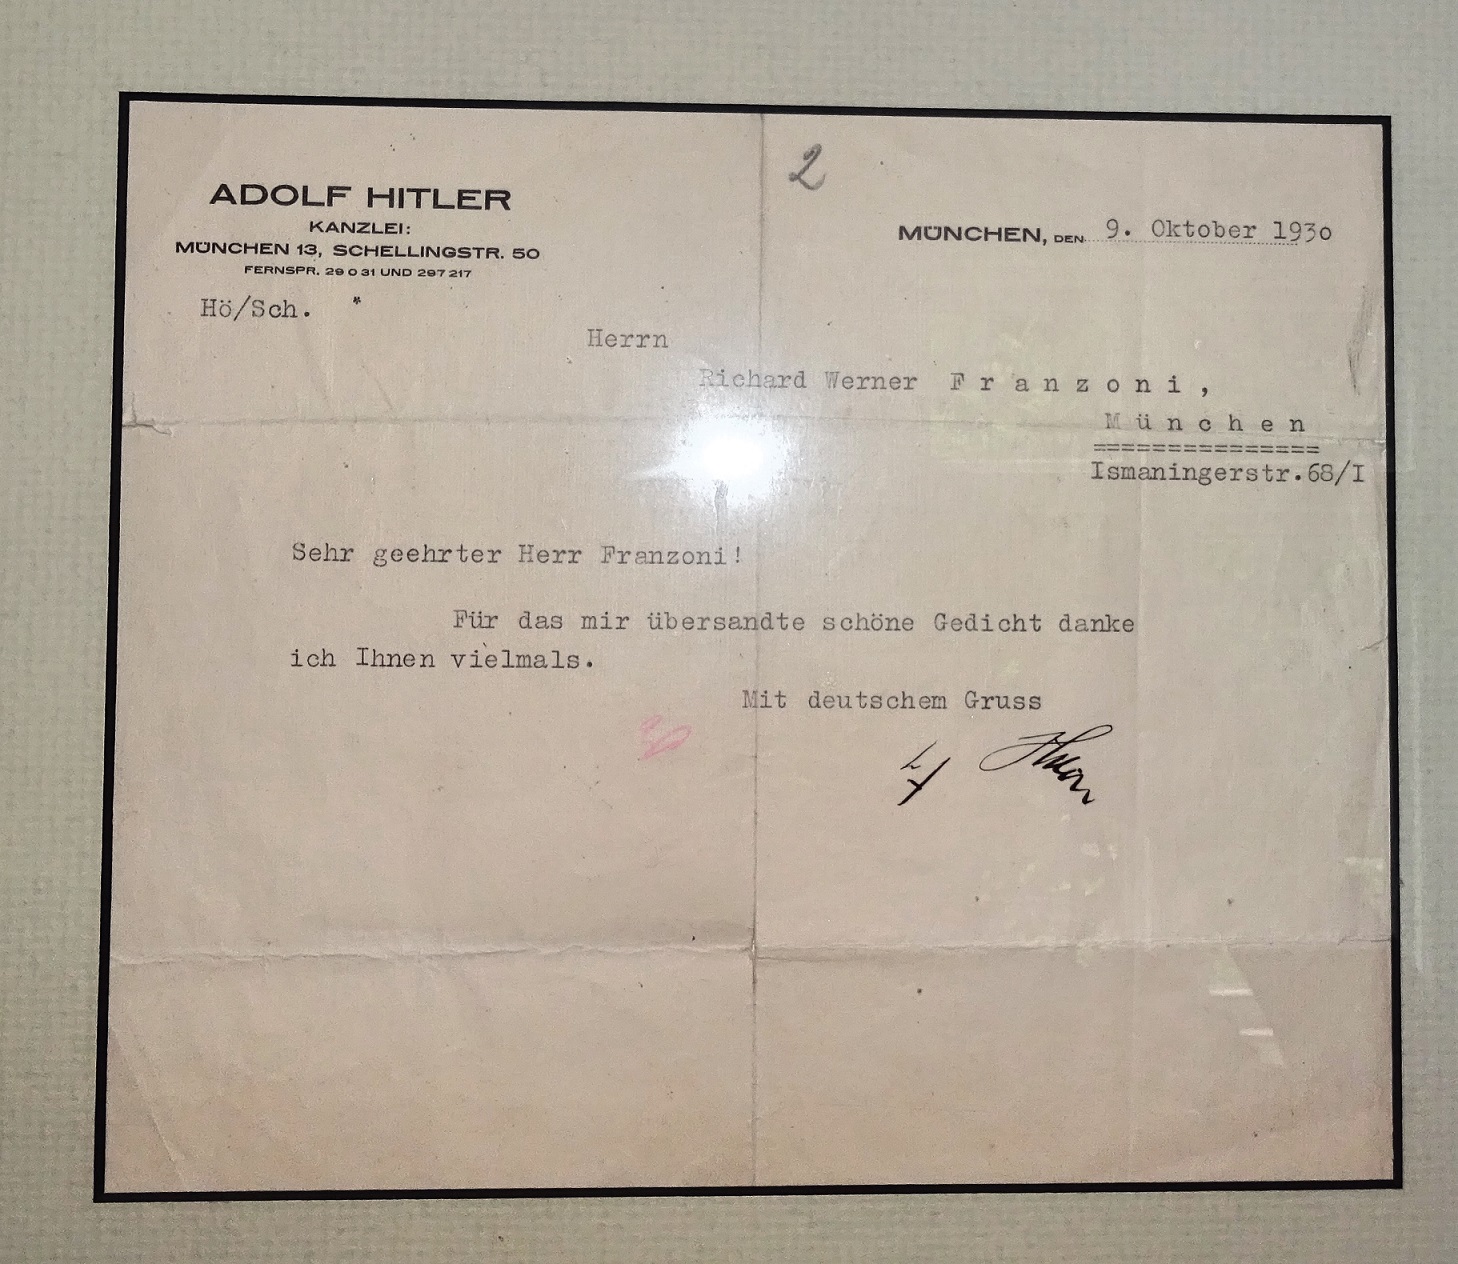 2
ADOLF HITLER
KANZLEI:
MÜNCHEN 13, SCHELLINGSTR. 50
FERNSPR. 29 0 31 UND 297 217
MÜNCHEN, DEN 9. Oktober 1930
Hö/Sch. *
Herrn
Richard Werner F r a n z o n i ,
M ü n c h e n
===============
Ismaningerstr.68/I
Sehr geehrter Herr Franzoni!
Für das mir übersandte schöne Gedicht danke
ich Ihnen vielmals.
Mit deutschem Gruss